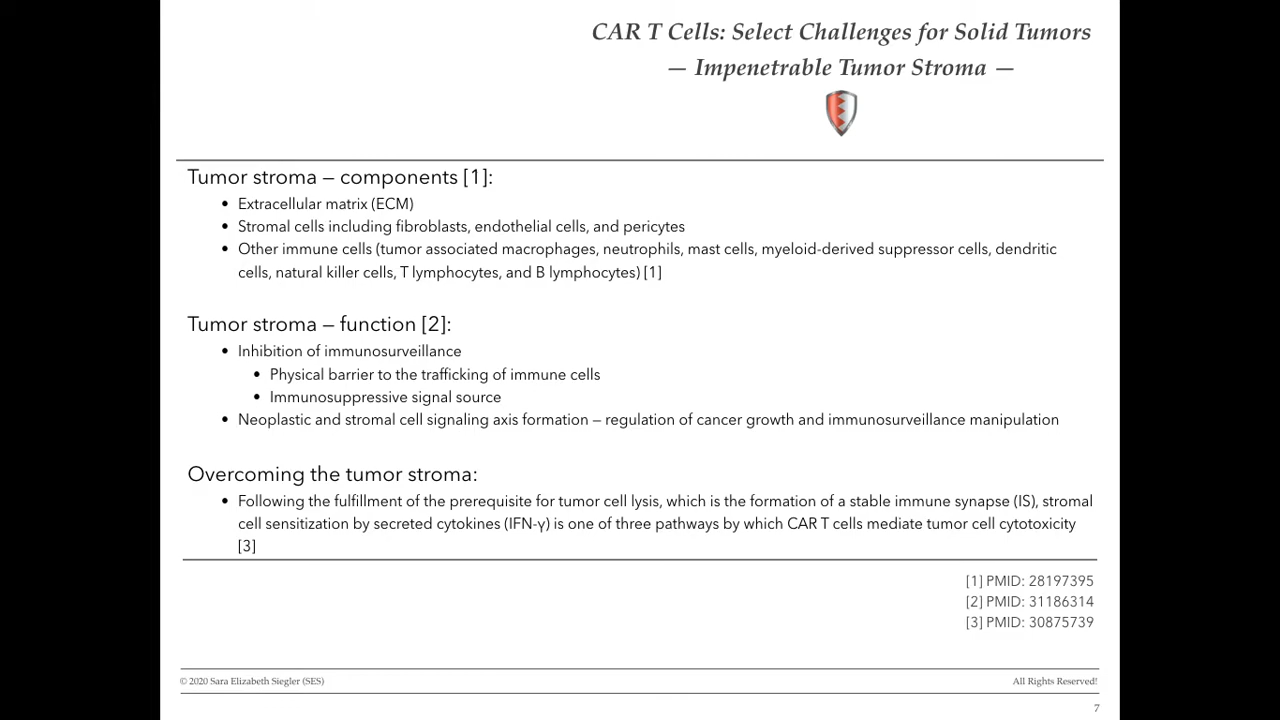 CAR T Cells: Select Challenges for Solid Tumors
— Impenetrable Tumor Stroma —
Tumor stroma – components [1]:
• Extracellular matrix (ECM)
• Stromal cells including fibroblasts, endothelial cells, and pericytes
• Other immune cells (tumor associated macrophages, neutrophils, mast cells, myeloid-derived suppressor cells, dendritic
cells, natural killer cells, T lymphocytes, and B lymphocytes) [1]
Tumor stroma – function [2]:
• Inhibition of immunosurveillance
• Physical barrier to the trafficking of immune cells
• Immunosuppressive signal source
• Neoplastic and stromal cell signaling axis formation – regulation of cancer growth and immunosurveillance manipulation
Overcoming the tumor stroma:
• Following the fulfillment of the prerequisite for tumor cell lysis, which is the formation of a stable immune synapse (IS), stromal
cell sensitization by secreted cytokines (IFN-γ) is one of three pathways by which CAR T cells mediate tumor cell cytotoxicity
[3]
[1] PMID: 28197395
[2] PMID: 31186314
[3] PMID: 30875739
© 2020 Sara Elizabeth Siegler (SES)
All Rights Reserved!
7